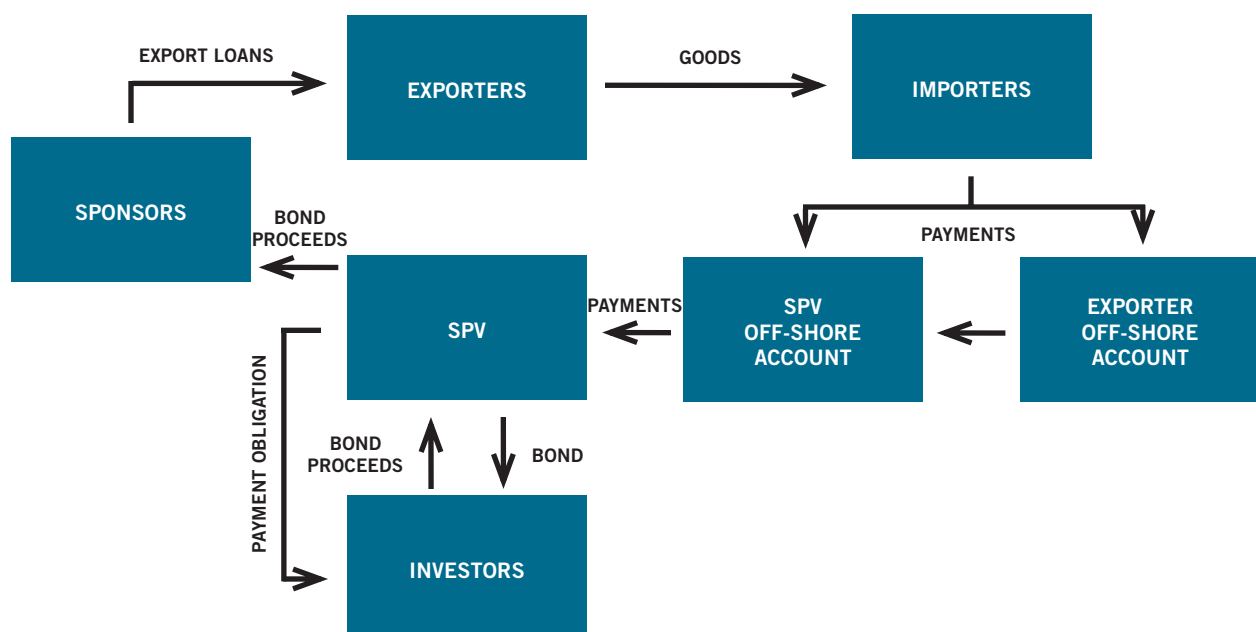 EXPORT LOANS
EXPORTERS
GOODS
IMPORTERS
SPONSORS
BOND
PROCEEDS
PAYMENTS
SPV
PAYMENTS
SPV
OFF-SHORE
ACCOUNT
EXPORTER
OFF-SHORE
ACCOUNT
PAYMENT OBLIGATION
BOND
PROCEEDS
BOND
INVESTORS